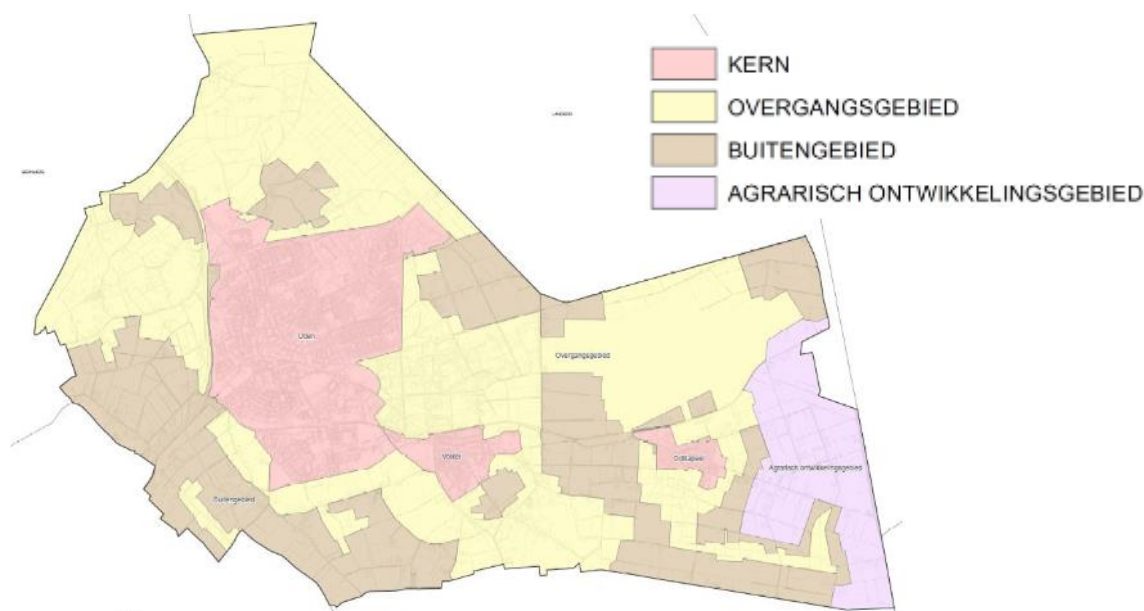 KERN
OVERGANGSGEBIED
BUITENGEBIED
AGRARISCH ONTWIKKELINGSGEBIED
Uden
Overgangsgebied
Volkel
Odiliapeel
Agrarisch ontwikkelingsgebied
Buitengebied